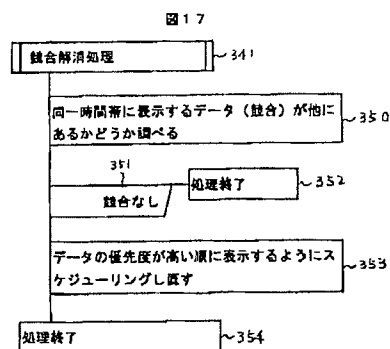 図17
競合解消処理 ~341
同一時間帯に表示するデータ(競合)が他に
あるかどうか調べる ~350
351
競合なし
処理終了 ~352
データの優先度が高い順に表示するようにス
ケジューリングし直す ~353
処理終了 ~354